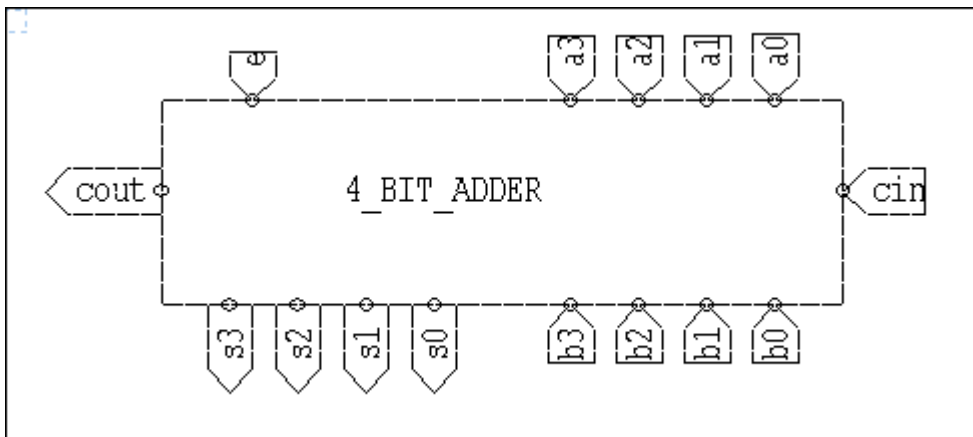 e
a3
a2
a1
a0
cout
4_BIT_ADDER
cin
s3
s2
s1
s0
b3
b2
b1
b0